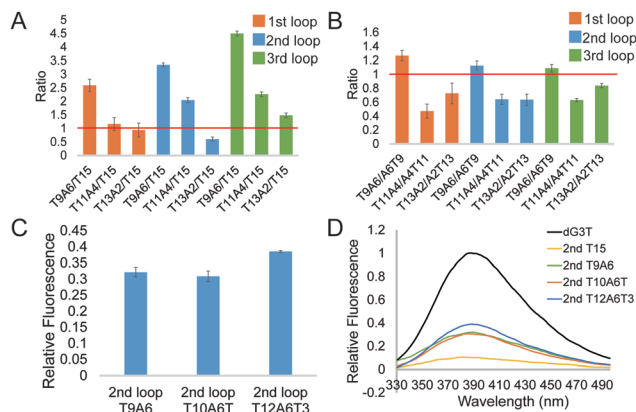 A
5
4.5
4
3.5
3
2.5
2
1.5
1
0.5
0
Ratio
1st loop
2nd loop
3rd loop
T9A6/T15
T11A4/T15
T13A2/T15
T9A6/T15
T11A4/T15
T13A2/T15
T9A6/T15
T11A4/T15
T13A2/T15
B
1.6
1.4
1.2
1
0.8
0.6
0.4
0.2
0
Ratio
1st loop
2nd loop
3rd loop
T9A6/A6T9
T11A4/A4T11
T13A2/A2T13
T9A6/A6T9
T11A4/A4T11
T13A2/A2T13
T9A6/A6T9
T11A4/A4T11
T13A2/A2T13
C
0.45
0.4
0.35
0.3
0.25
0.2
0.15
0.1
0.05
0
Relative Fluorescence
2nd loop 2nd loop 2nd loop
T9A6 T10A6T T12A6T3
D
1.2
1
0.8
0.6
0.4
0.2
0
-0.2
Relative Fluorescence
dG3T
2nd T15
2nd T9A6
2nd T10A6T
2nd T12A6T3
330 350 370 390 410 430 450 470 490
Wavelength (nm)